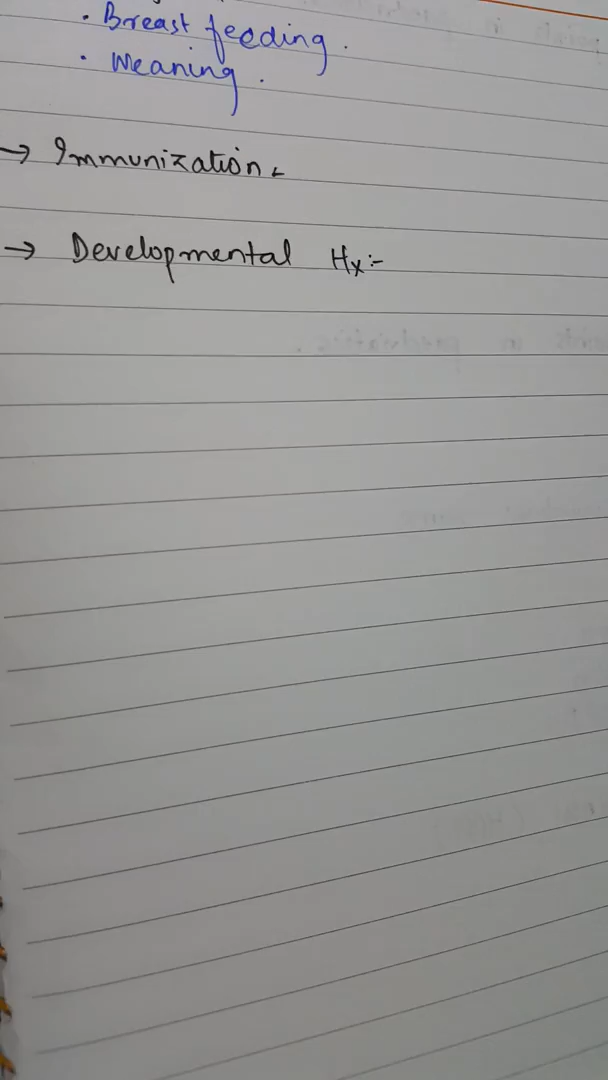 . Breast feeding .
. Weaning .
→ Immunization
→ Developmental Hx :-